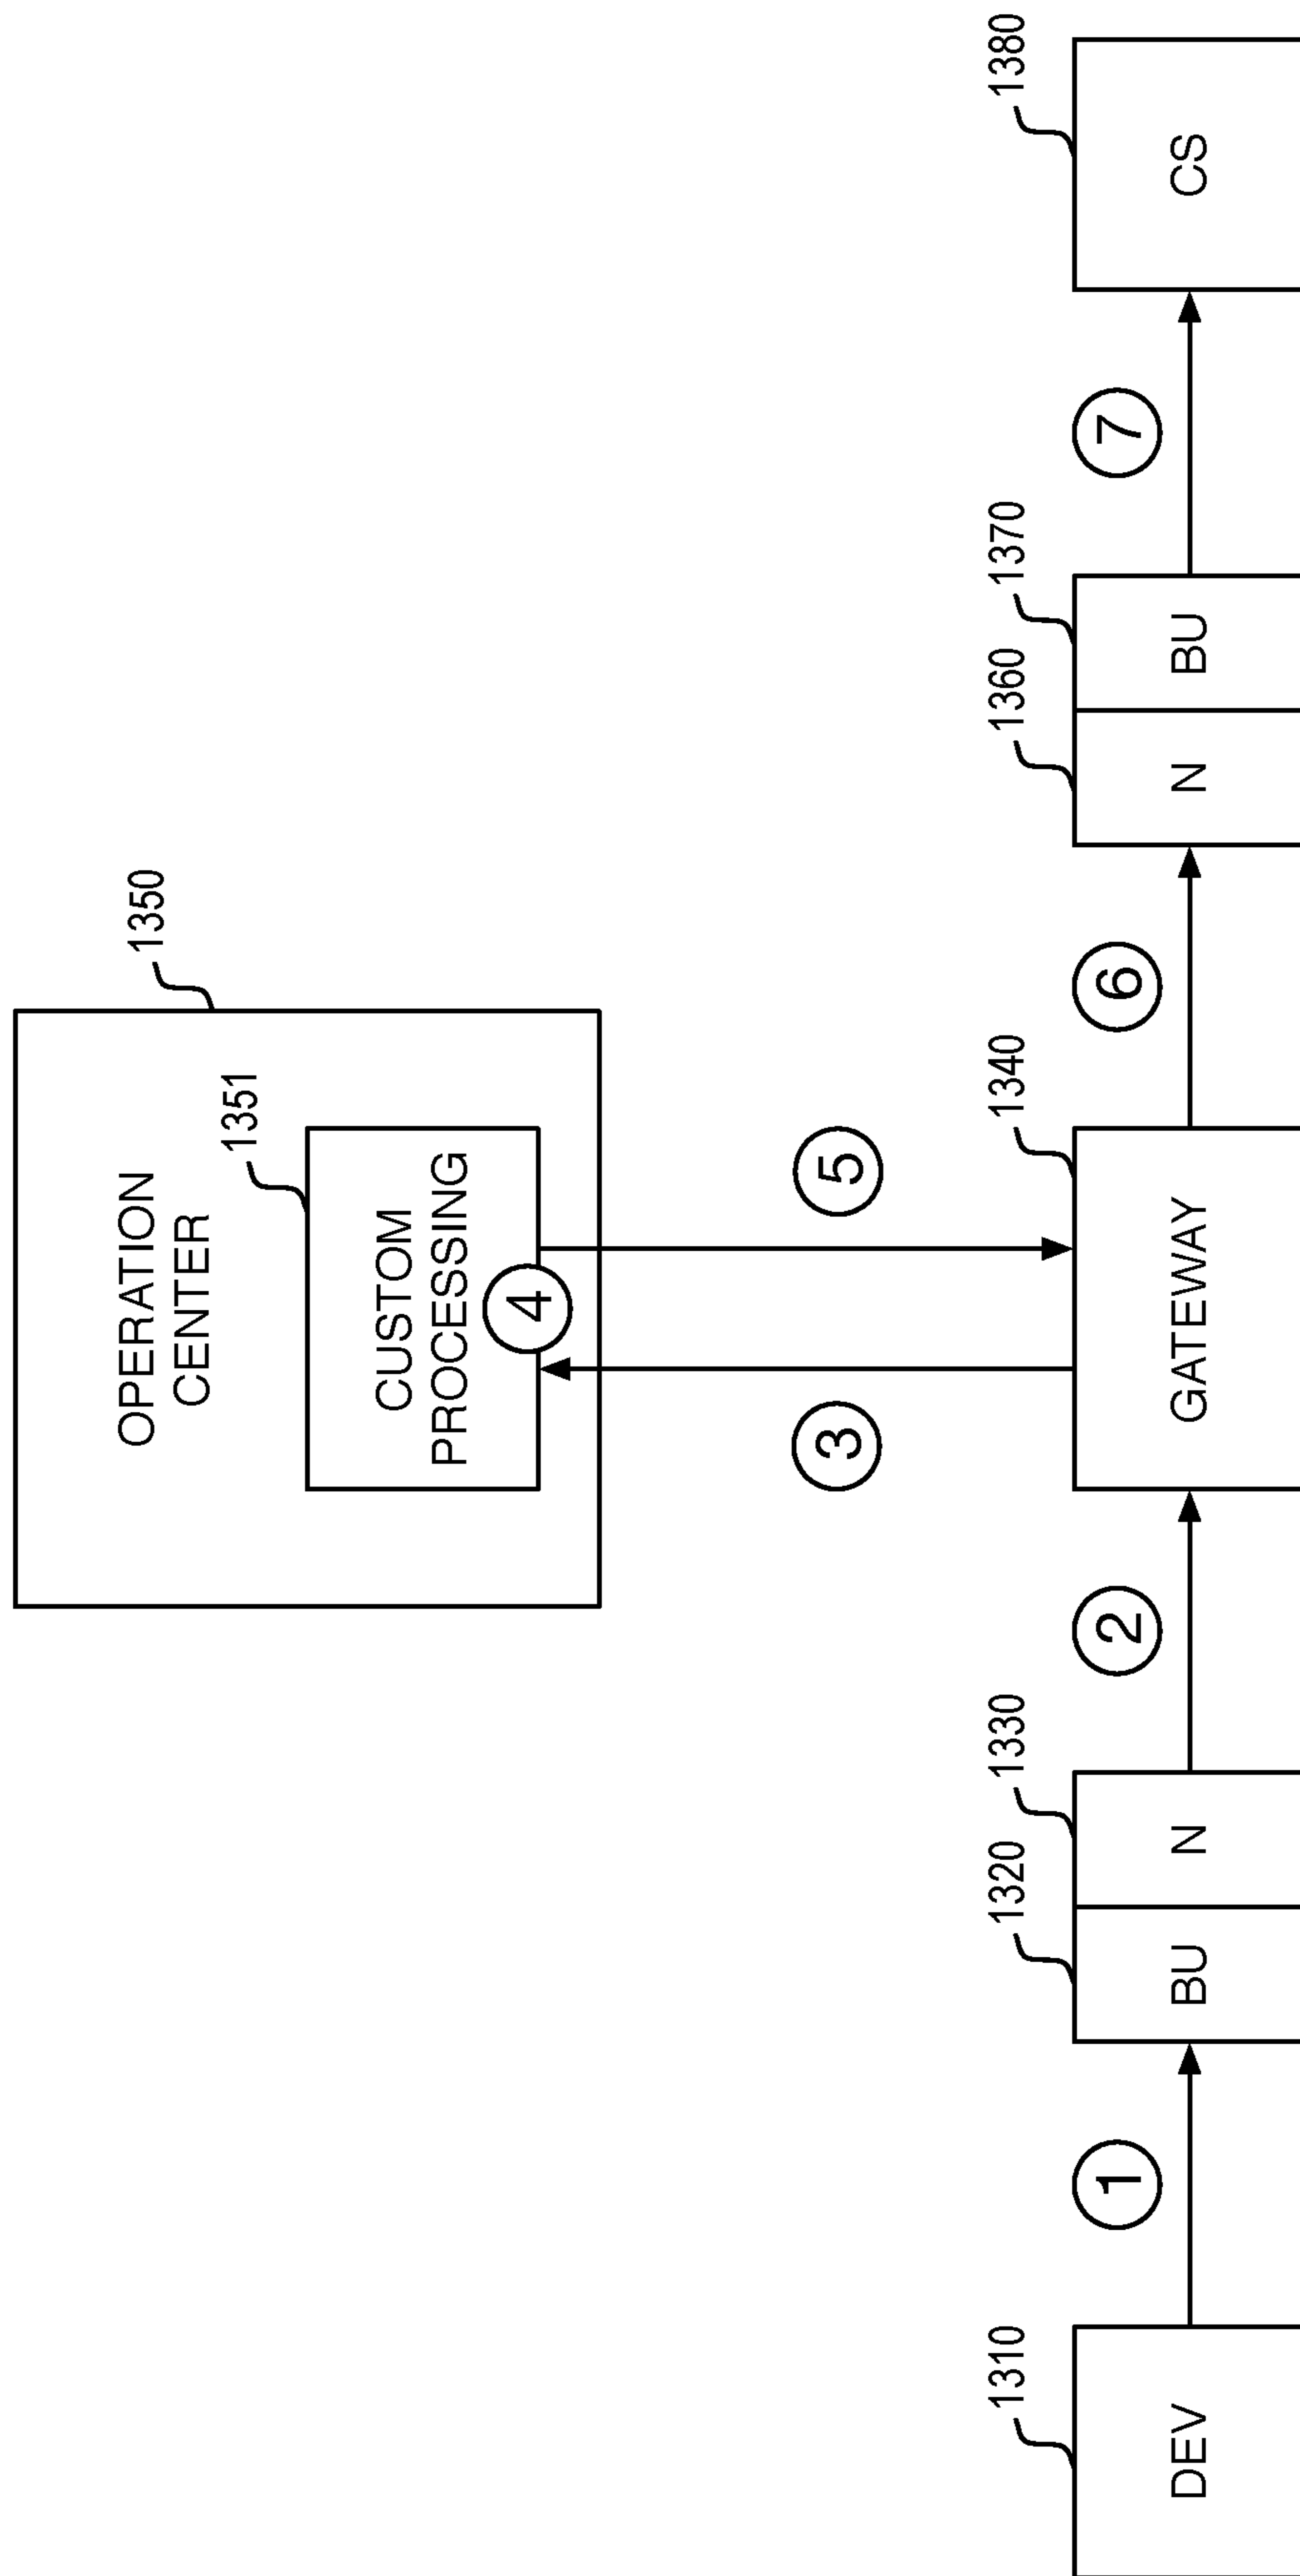 OPERATION
CENTER
1350
1351
CUSTOM
PROCESSING
4
3
5
1310
DEV
1
1320
BU
1330
N
2
1340
GATEWAY
6
1360
N
1370
BU
7
1380
CS